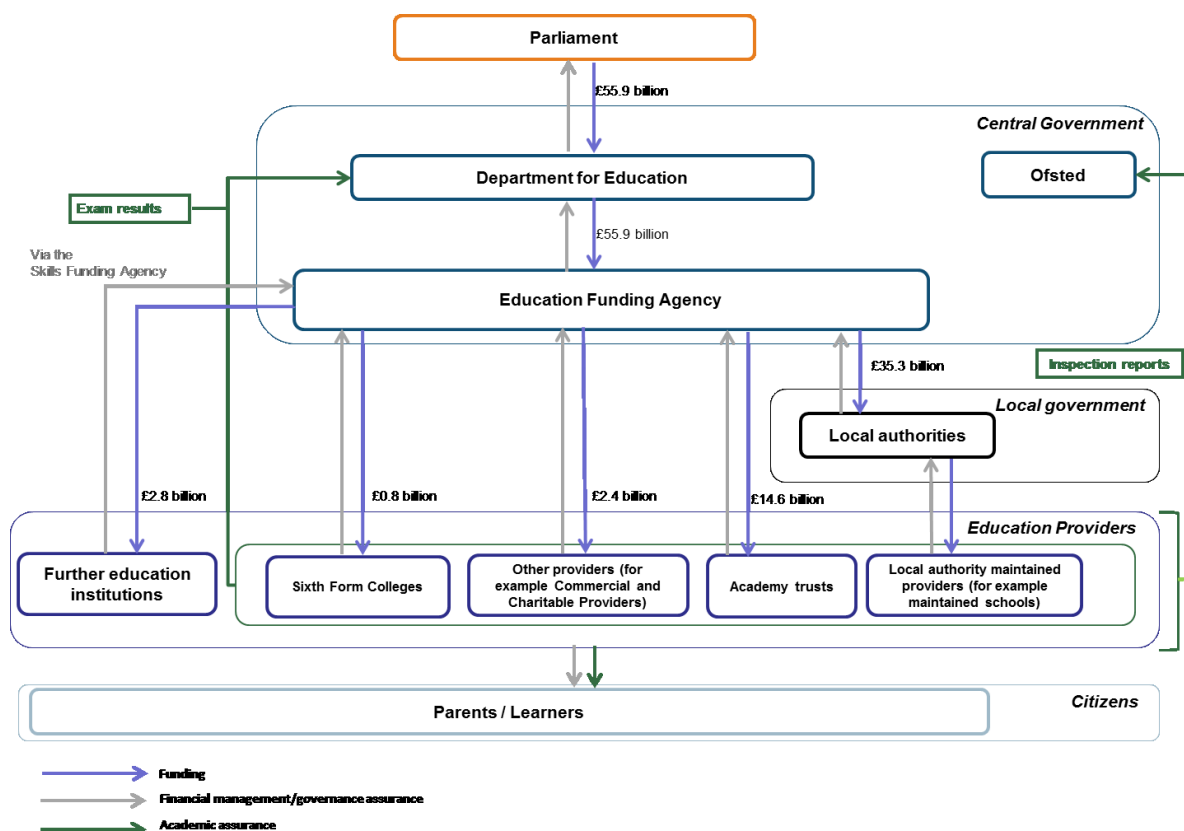 Parliament
£55.9 billion
Central Government
Department for Education
Ofsted
Exam results
£55.9 billion
Via the
Skills Funding Agency
Education Funding Agency
£35.3 billion
Inspection reports
Local government
Local authorities
£2.8 billion
£0.8 billion
£2.4 billion
£14.6 billion
Education Providers
Further education
institutions
Sixth Form Colleges
Other providers (for
example Commercial and
Charitable Providers)
Academy trusts
Local authority maintained
providers (for example
maintained schools)
Citizens
Parents / Learners
Funding
Financial management/governance assurance
Academic assurance